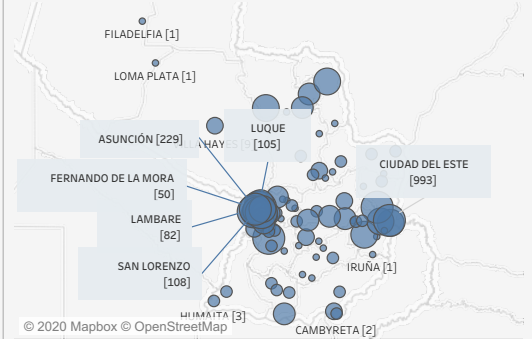 FILADELFIA [1]
LOMA PLATA [1]
LUQUE
[105]
ASUNCIÓN [229]
HAY
CIUDAD DEL ESTE
[993]
FERNANDO DE LA MORA
[50]
LAMBARE
[82]
SAN LORENZO
[108]
IRUÑA [1]
HUMAITA [3]
CAMBYRETA [2]
© 2020 Mapbox © OpenStreetMap